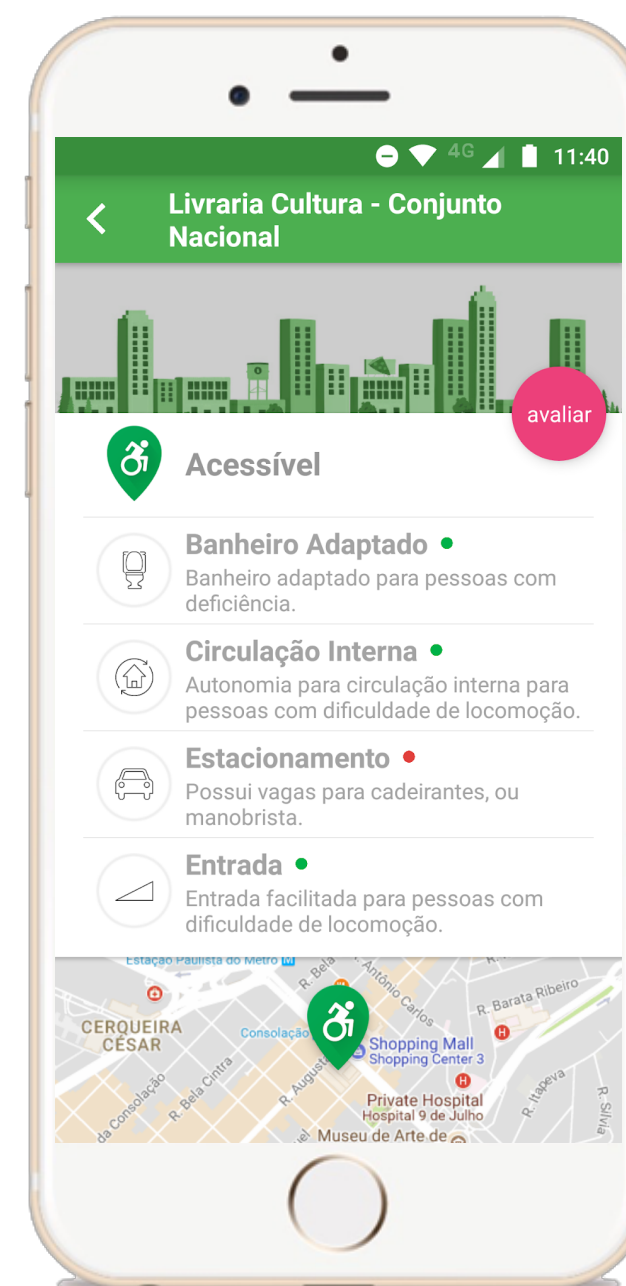 4G 11:40
Livraria Cultura - Conjunto
Nacional
avaliar
Acessível
Banheiro Adaptado
Banheiro adaptado para pessoas com
deficiência.
Circulação Interna
Autonomia para circulação interna para
pessoas com dificuldade de locomoção.
Estacionamento
Possui vagas para cadeirantes, ou
manobrista.
Entrada
Entrada facilitada para pessoas com
dificuldade de locomoção.
Estação Paulista do Metrô M
R. Bela
Antônio Carlos
R. Barata Ribeiro
CERQUEIRA
CÉSAR
Consolação
Shopping Mall
Shopping Center 3
da Consolação
R. Bela Cintra
R. Augusta
Private Hospital
Hospital 9 de Julho
R. Itapeva
R. Sílvia
Museu de Arte de